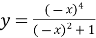 y = (-x)^4 / ((-x)^2 + 1)